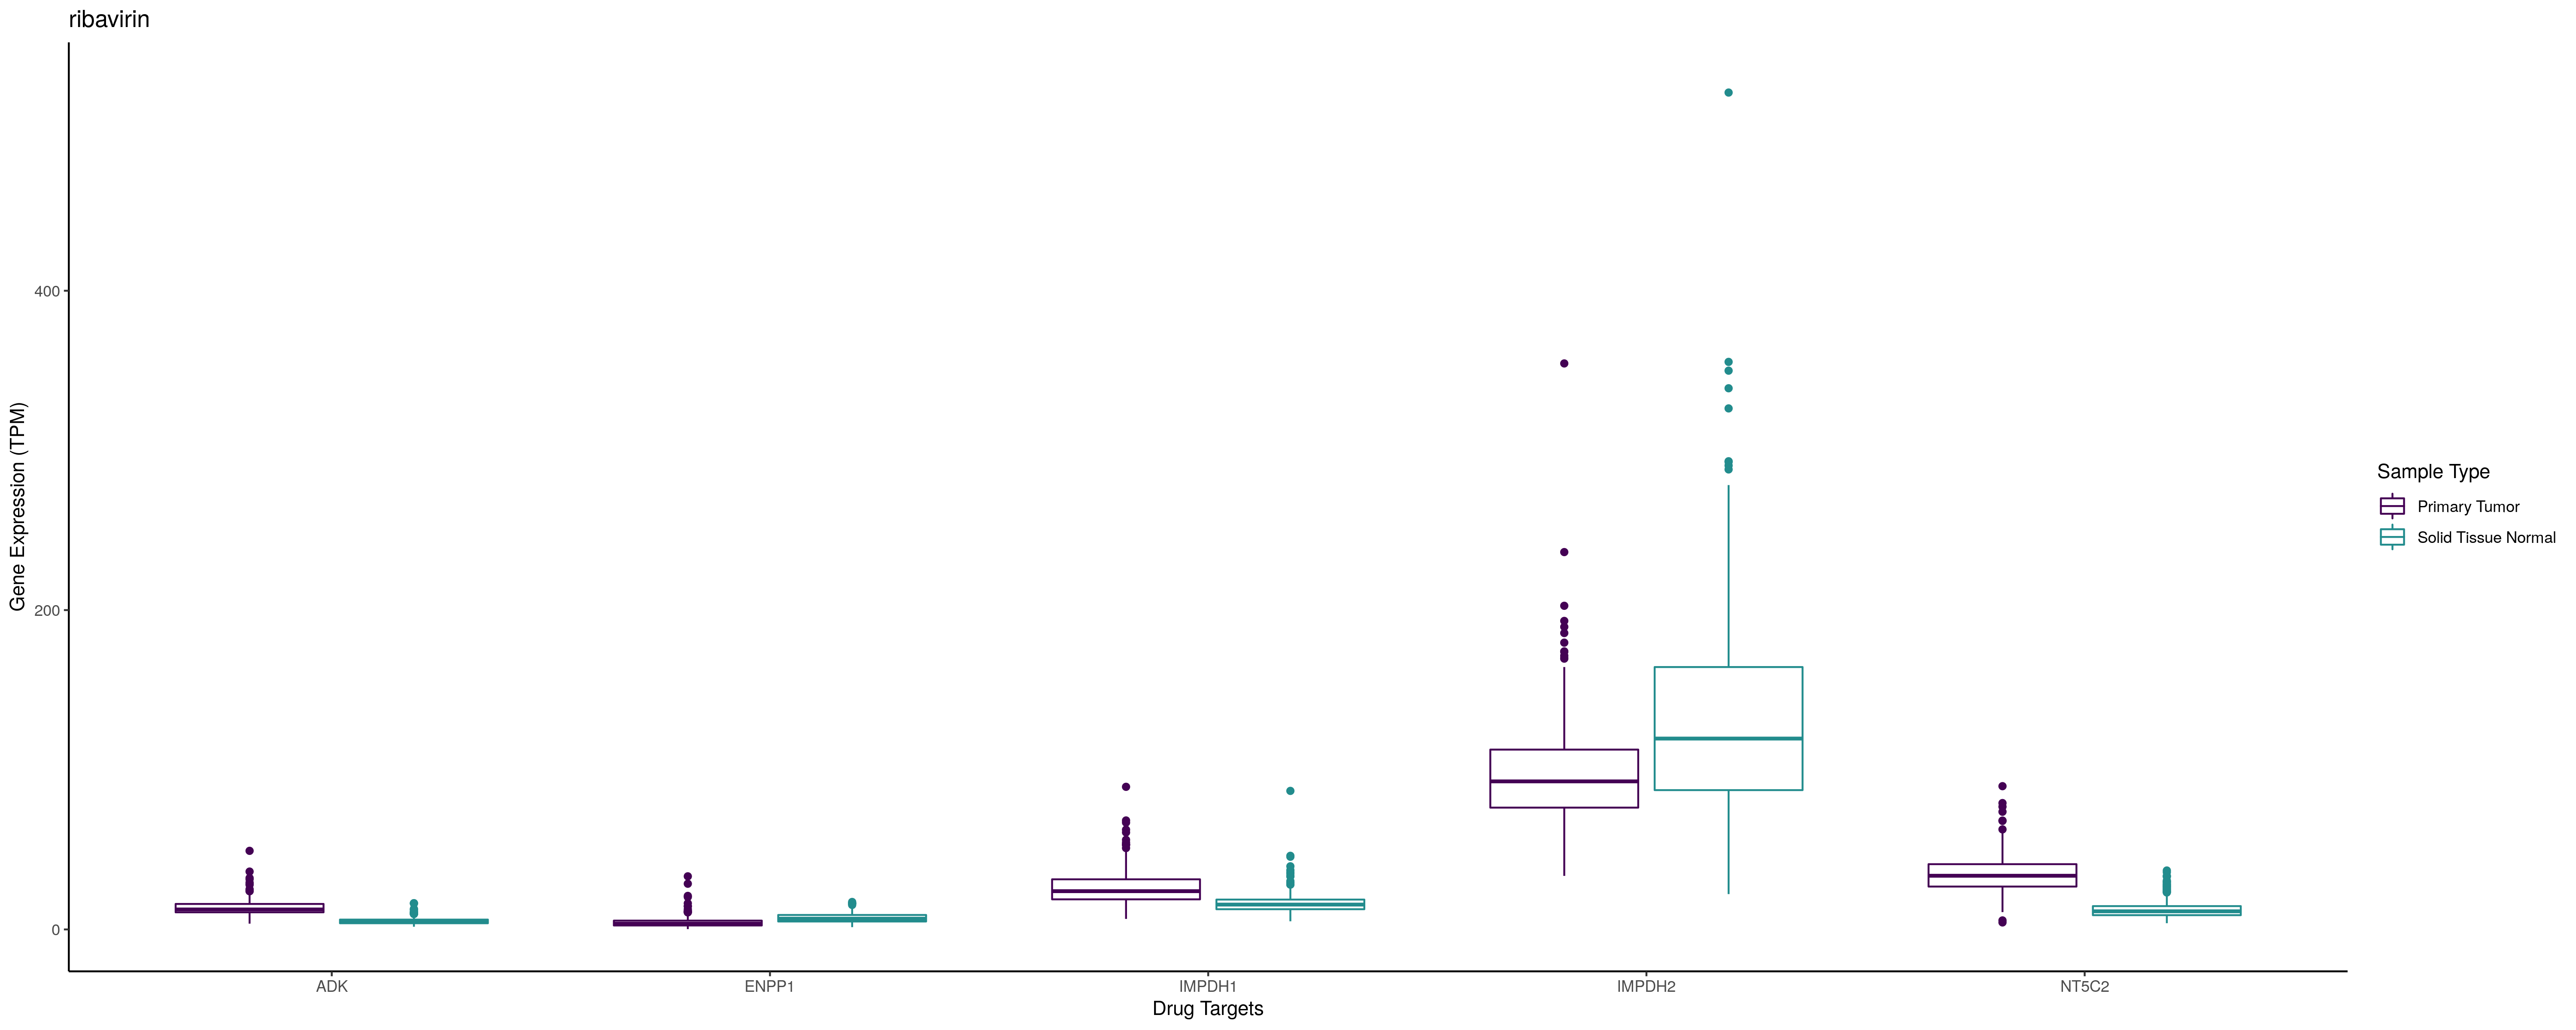 ribavirin
Gene Expression (TPM)
400
200
0
ADK
ENPP1
IMPDH1
IMPDH2
NT5C2
Drug Targets
Sample Type
Primary Tumor
Solid Tissue Normal